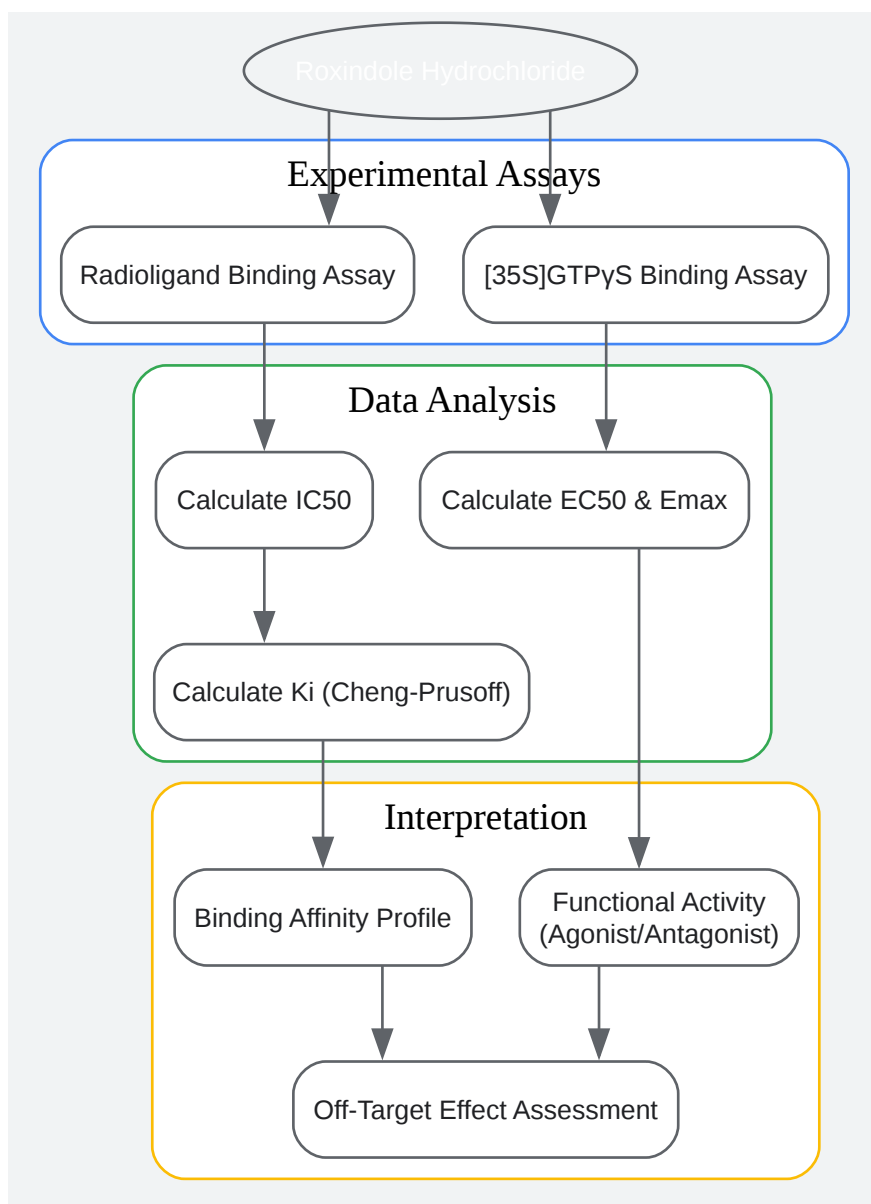 Roxindole Hydrochloride
Experimental Assays
Radioligand Binding Assay
[35S]GTPγS Binding Assay
Data Analysis
Calculate IC50
Calculate EC50 & Emax
Calculate Ki (Cheng-Prusoff)
Interpretation
Binding Affinity Profile
Functional Activity
(Agonist/Antagonist)
Off-Target Effect Assessment